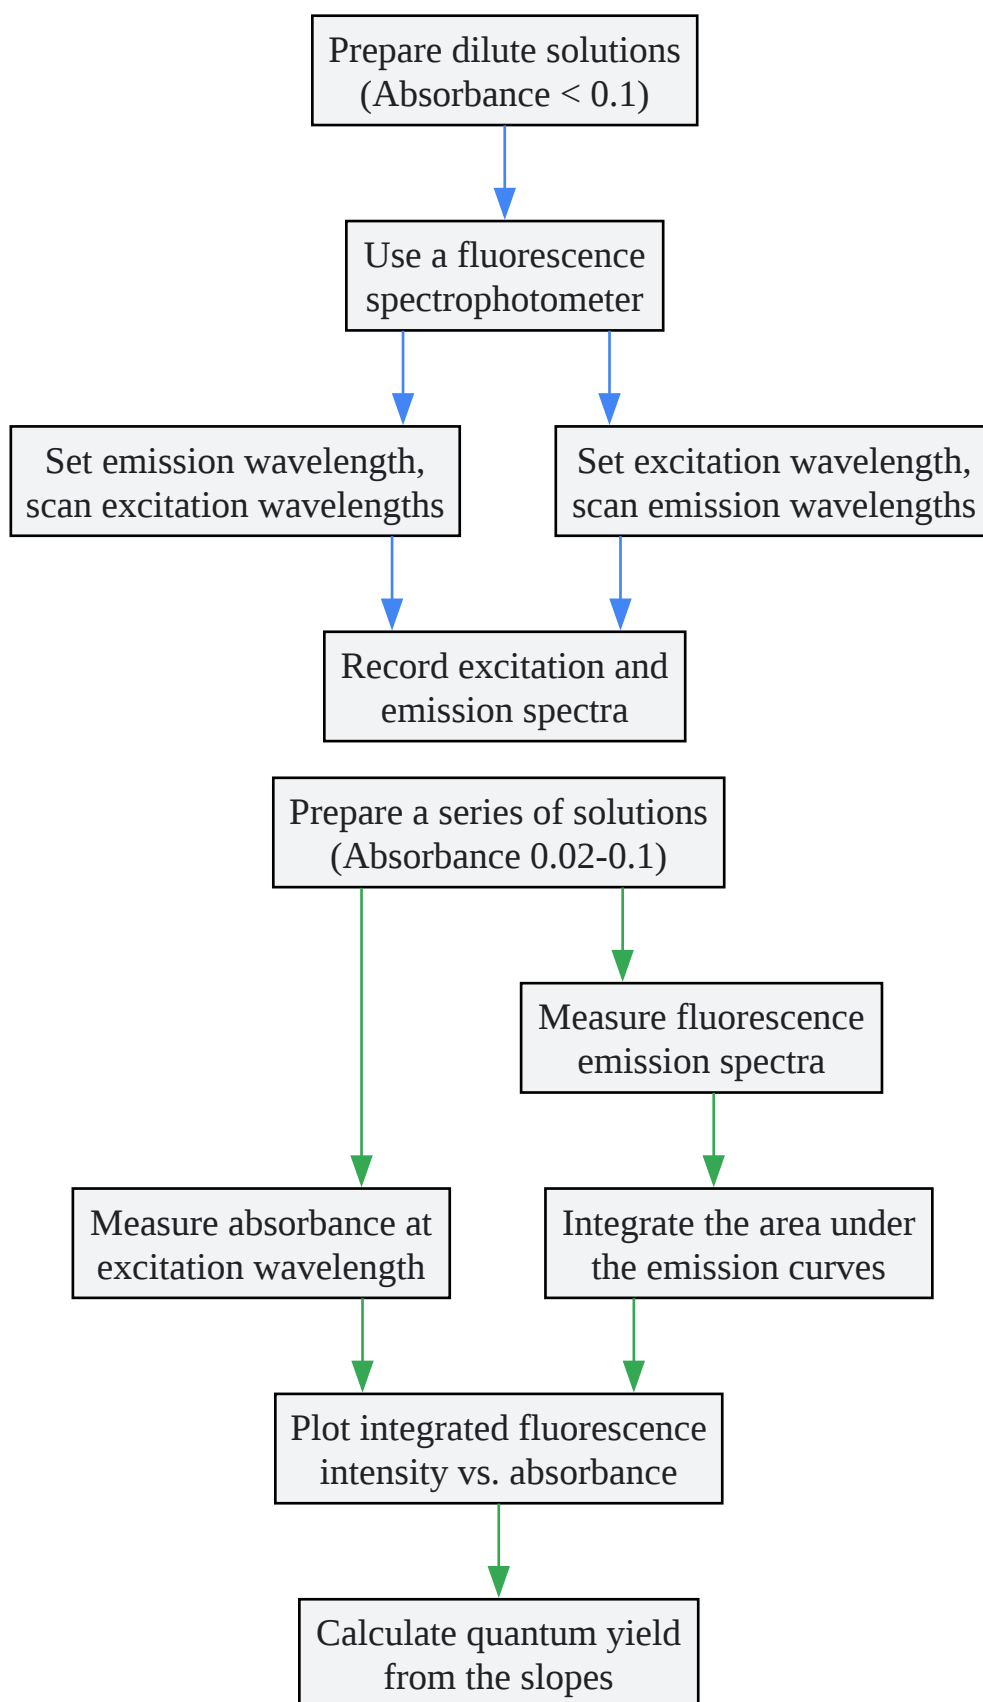 Prepare dilute solutions
(Absorbance < 0.1)
Use a fluorescence
spectrophotometer
Set emission wavelength,
scan excitation wavelengths
Set excitation wavelength,
scan emission wavelengths
Record excitation and
emission spectra
Prepare a series of solutions
(Absorbance 0.02-0.1)
Measure fluorescence
emission spectra
Measure absorbance at
excitation wavelength
Integrate the area under
the emission curves
Plot integrated fluorescence
intensity vs. absorbance
Calculate quantum yield
from the slopes